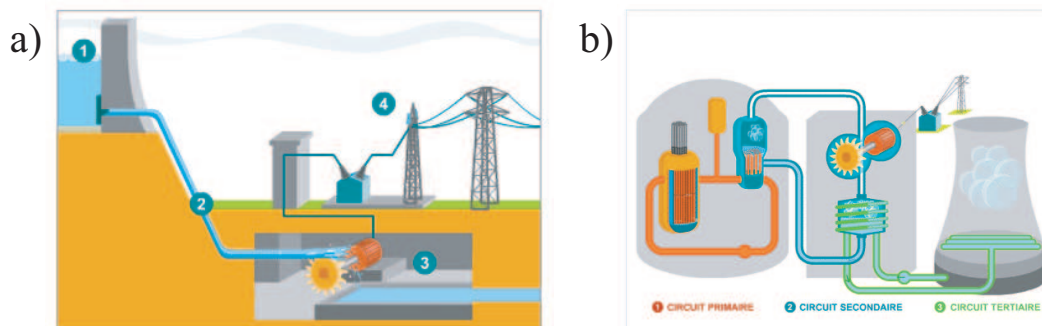 a)
1
2
3
4
b)
1 CIRCUIT PRIMAIRE 2 CIRCUIT SECONDAIRE 3 CIRCUIT TERTIAIRE